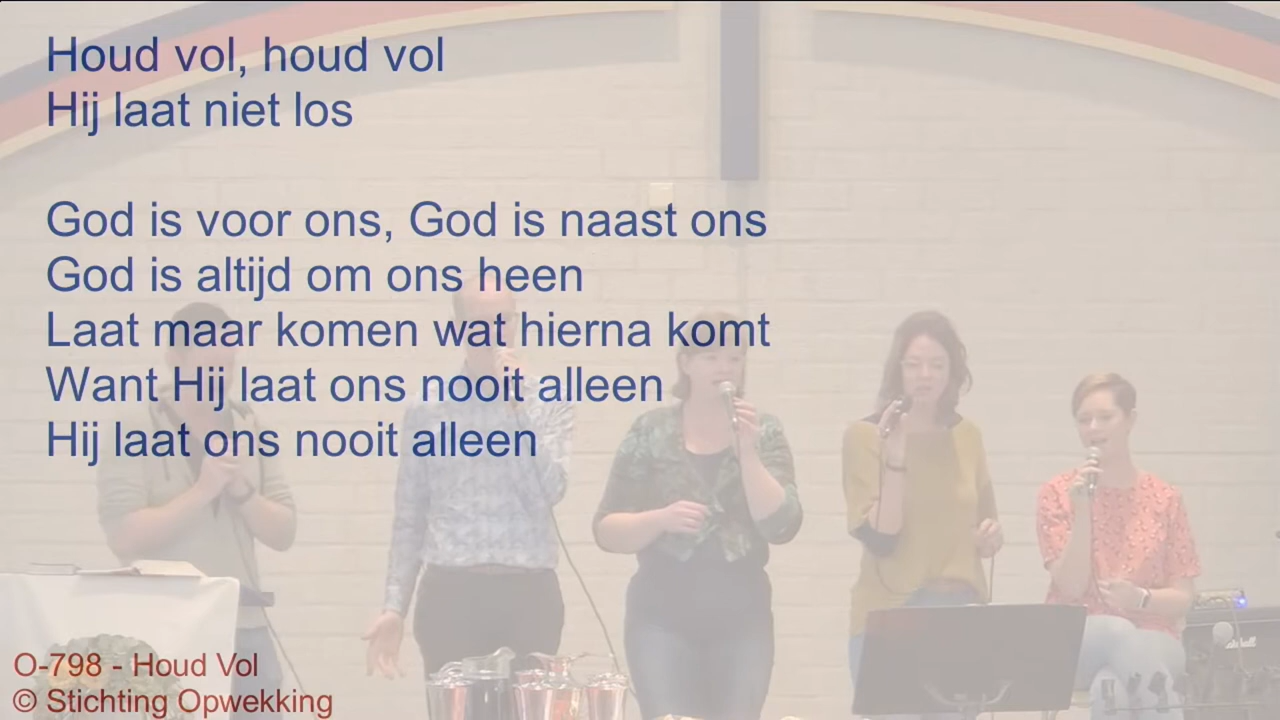 Houd vol, houd vol
Hij laat niet los
God is voor ons, God is naast ons
God is altijd om ons heen
Laat maar komen wat hierna komt
Want Hij laat ons nooit alleen
Hij laat ons nooit alleen
O-798 - Houd Vol
© Stichting Opwekking
Marshall